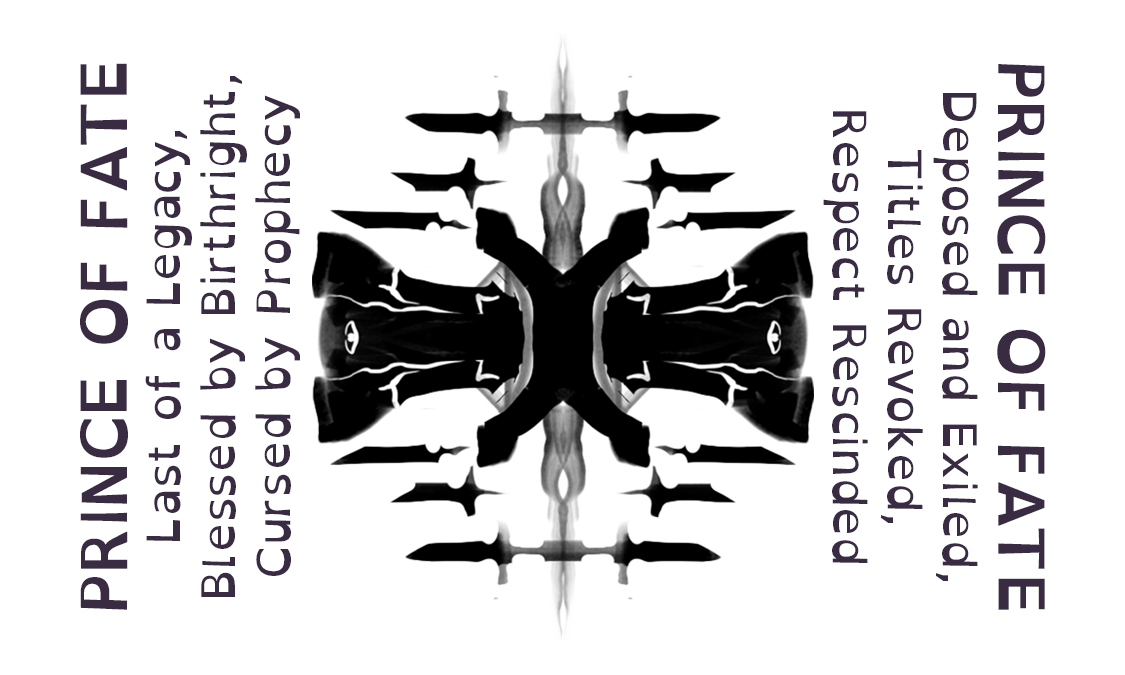 PRINCE OF FATE
Last of a Legacy,
Blessed by Birthright,
Cursed by Prophecy
PRINCE OF FATE
Deposed and Exiled,
Titles Revoked,
Respect Rescinded